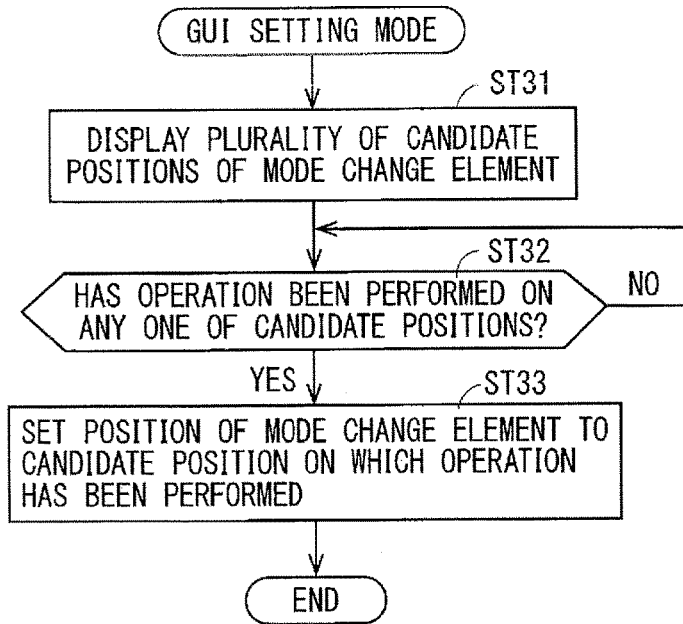 GUI SETTING MODE
ST31
DISPLAY PLURALITY OF CANDIDATE
POSITIONS OF MODE CHANGE ELEMENT
ST32
HAS OPERATION BEEN PERFORMED ON
ANY ONE OF CANDIDATE POSITIONS?
NO
YES
ST33
SET POSITION OF MODE CHANGE ELEMENT TO
CANDIDATE POSITION ON WHICH OPERATION
HAS BEEN PERFORMED
END